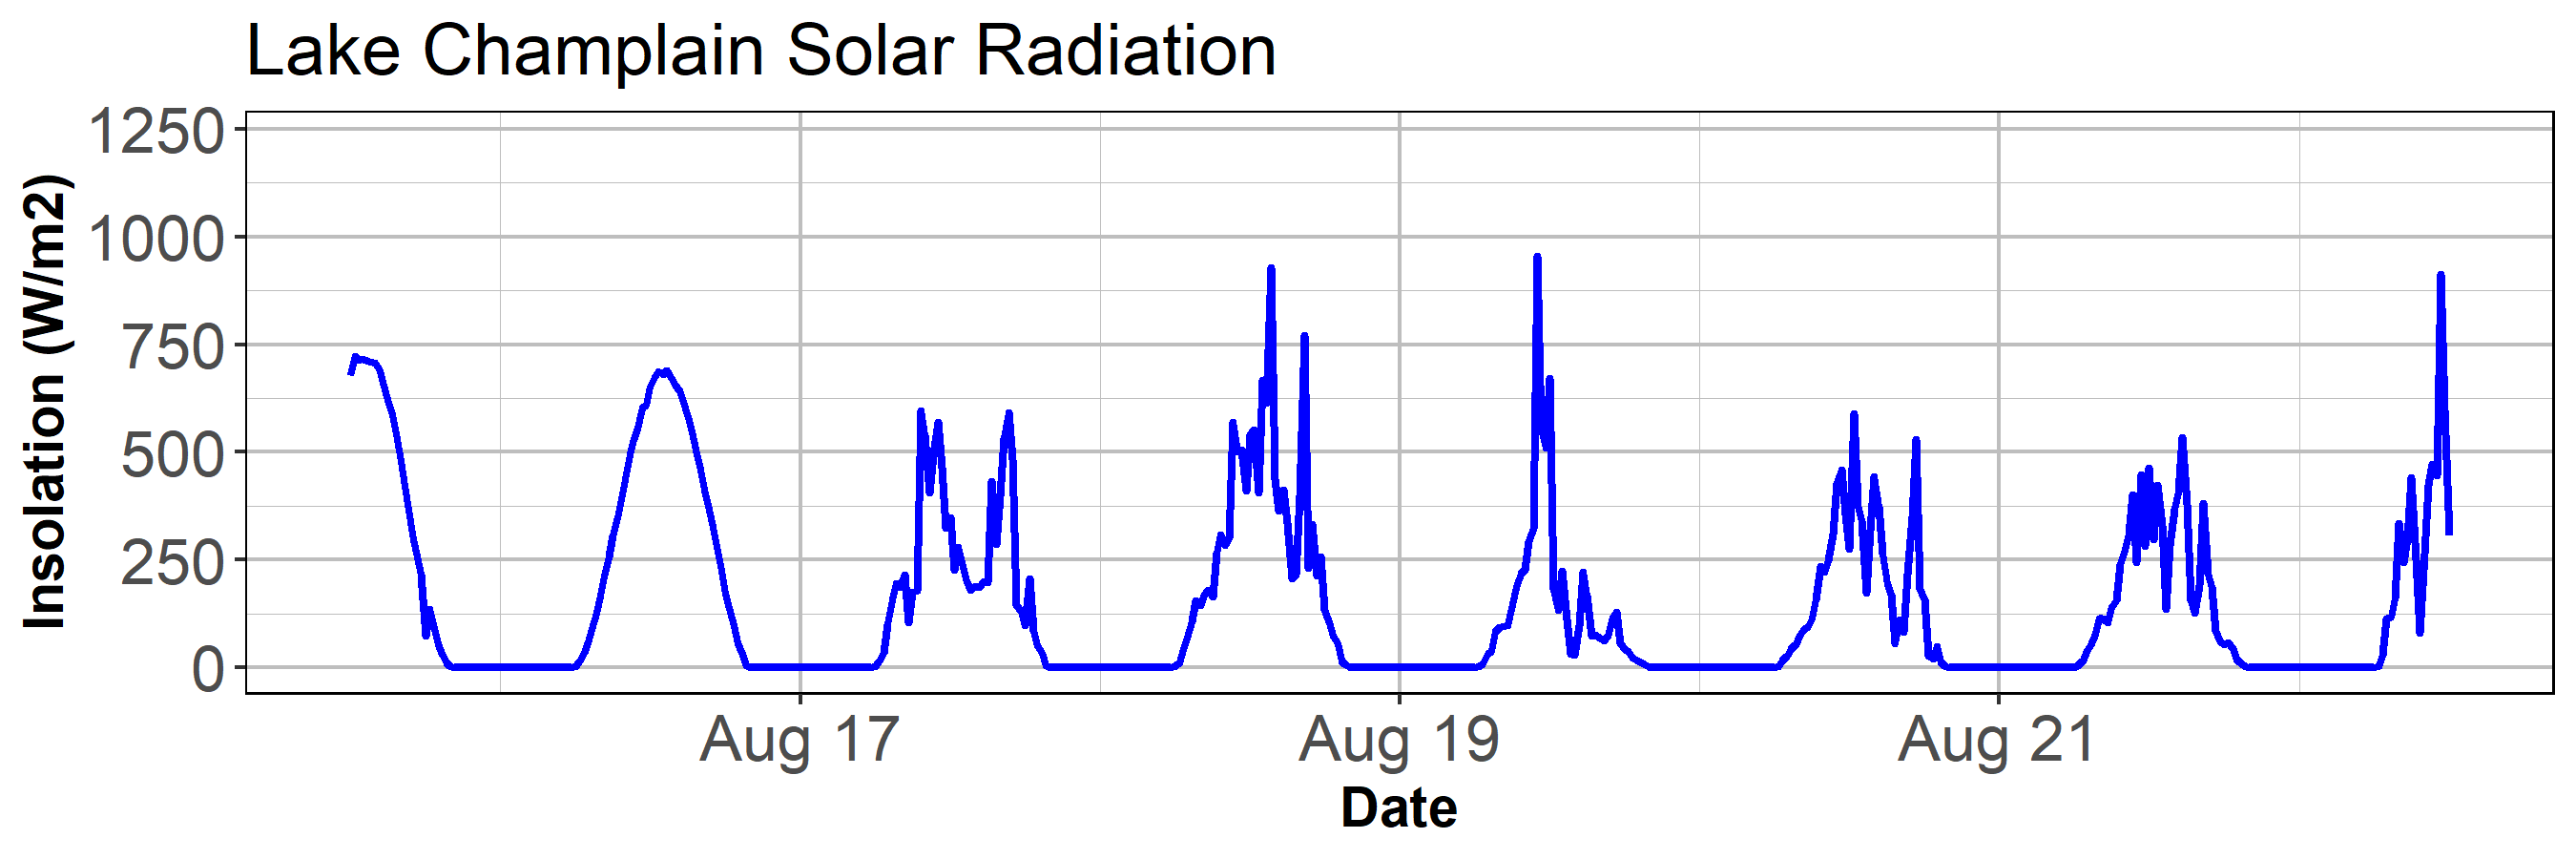 Lake Champlain Solar Radiation
Insolation (W/m2)
1250
1000
750
500
250
0
Aug 17
Aug 19
Aug 21
Date